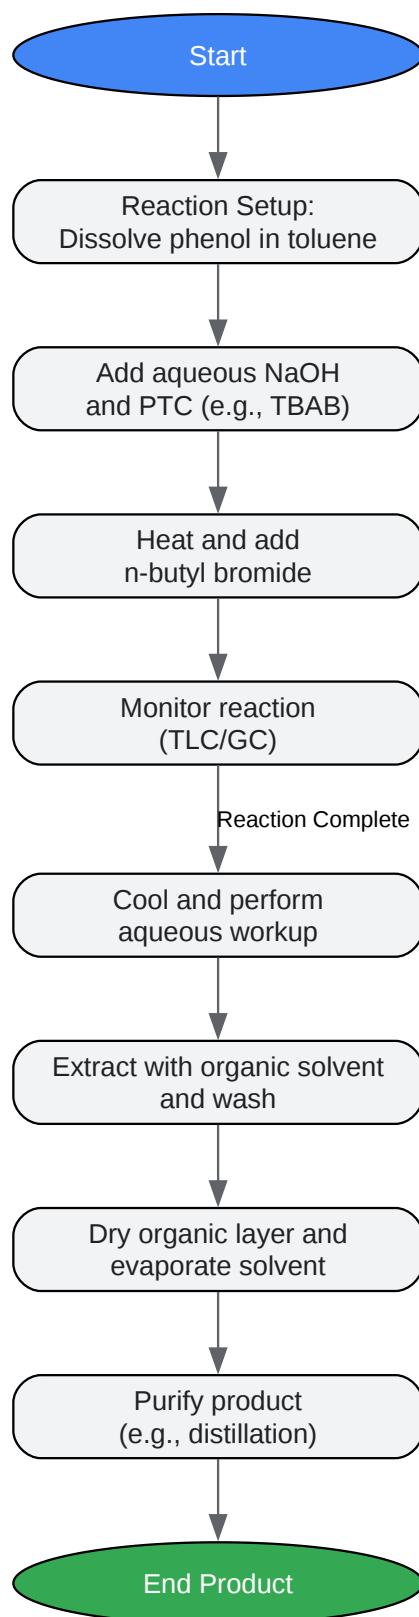 Start
Reaction Setup:
Dissolve phenol in toluene
Add aqueous NaOH
and PTC (e.g., TBAB)
Heat and add
n-butyl bromide
Monitor reaction
(TLC/GC)
Reaction Complete
Cool and perform
aqueous workup
Extract with organic solvent
and wash
Dry organic layer and
evaporate solvent
Purify product
(e.g., distillation)
End Product